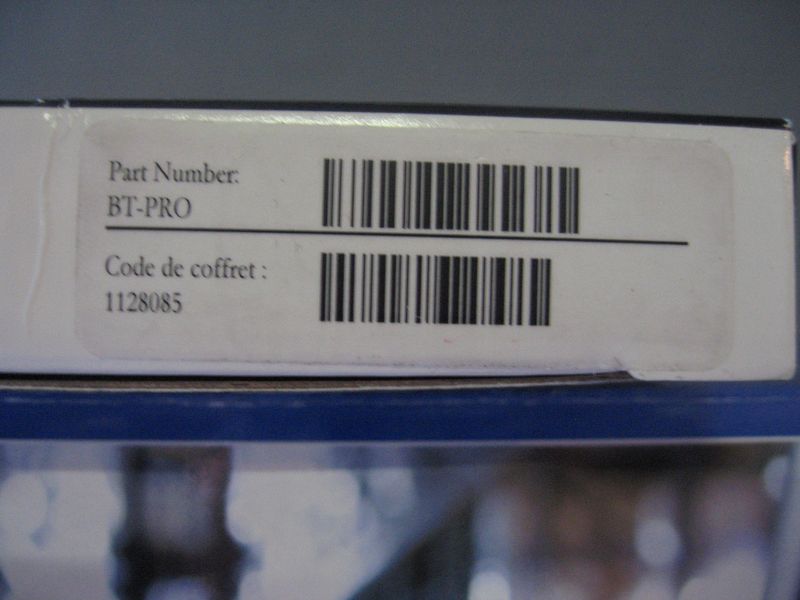 Part Number:
BT-PRO
Code de coffret :
1128085